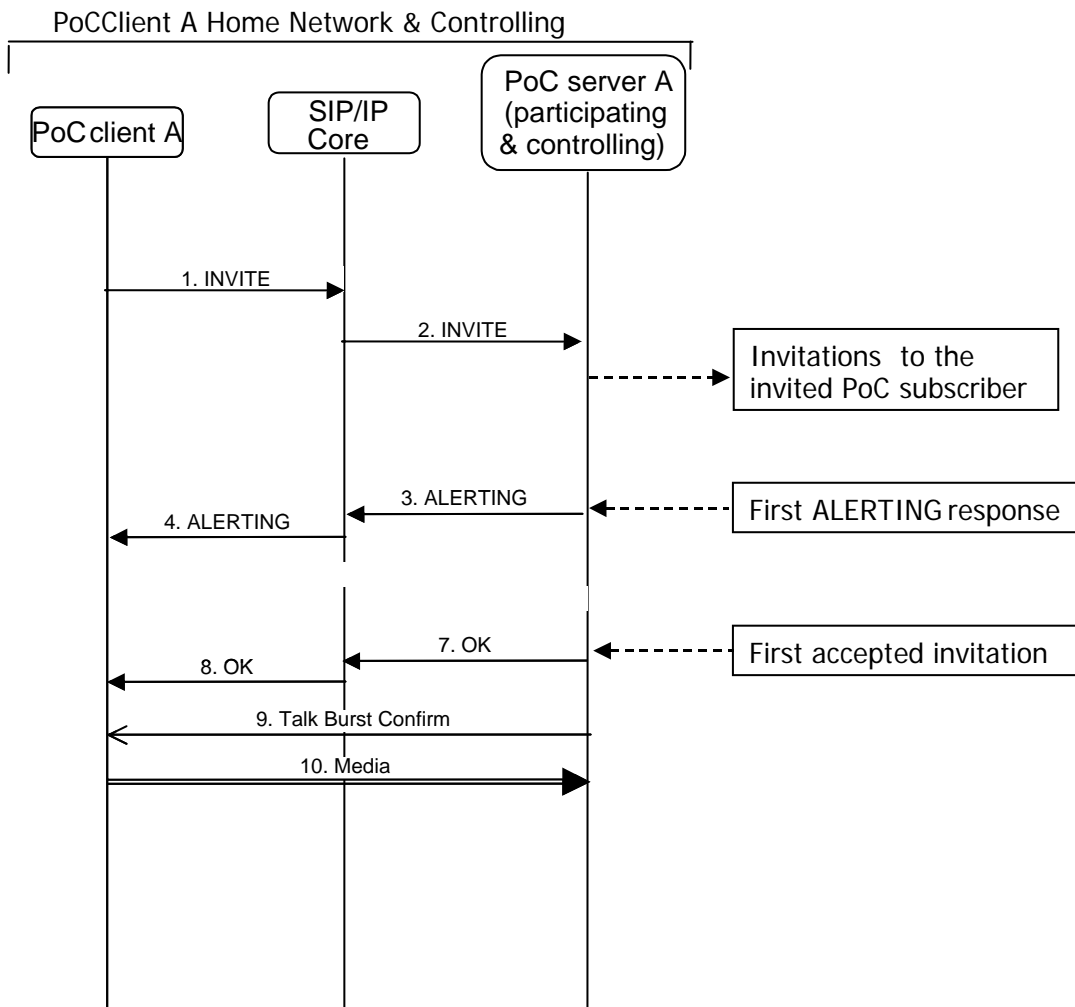 PoCClient A Home Network & Controlling
PoC client A
SIP/IP
Core
PoC server A
(participating
& controlling)
1. INVITE
2. INVITE
Invitations to the
invited PoC subscriber
3. ALERTING
4. ALERTING
First ALERTING response
7. OK
8. OK
First accepted invitation
9. Talk Burst Confirm
10. Media